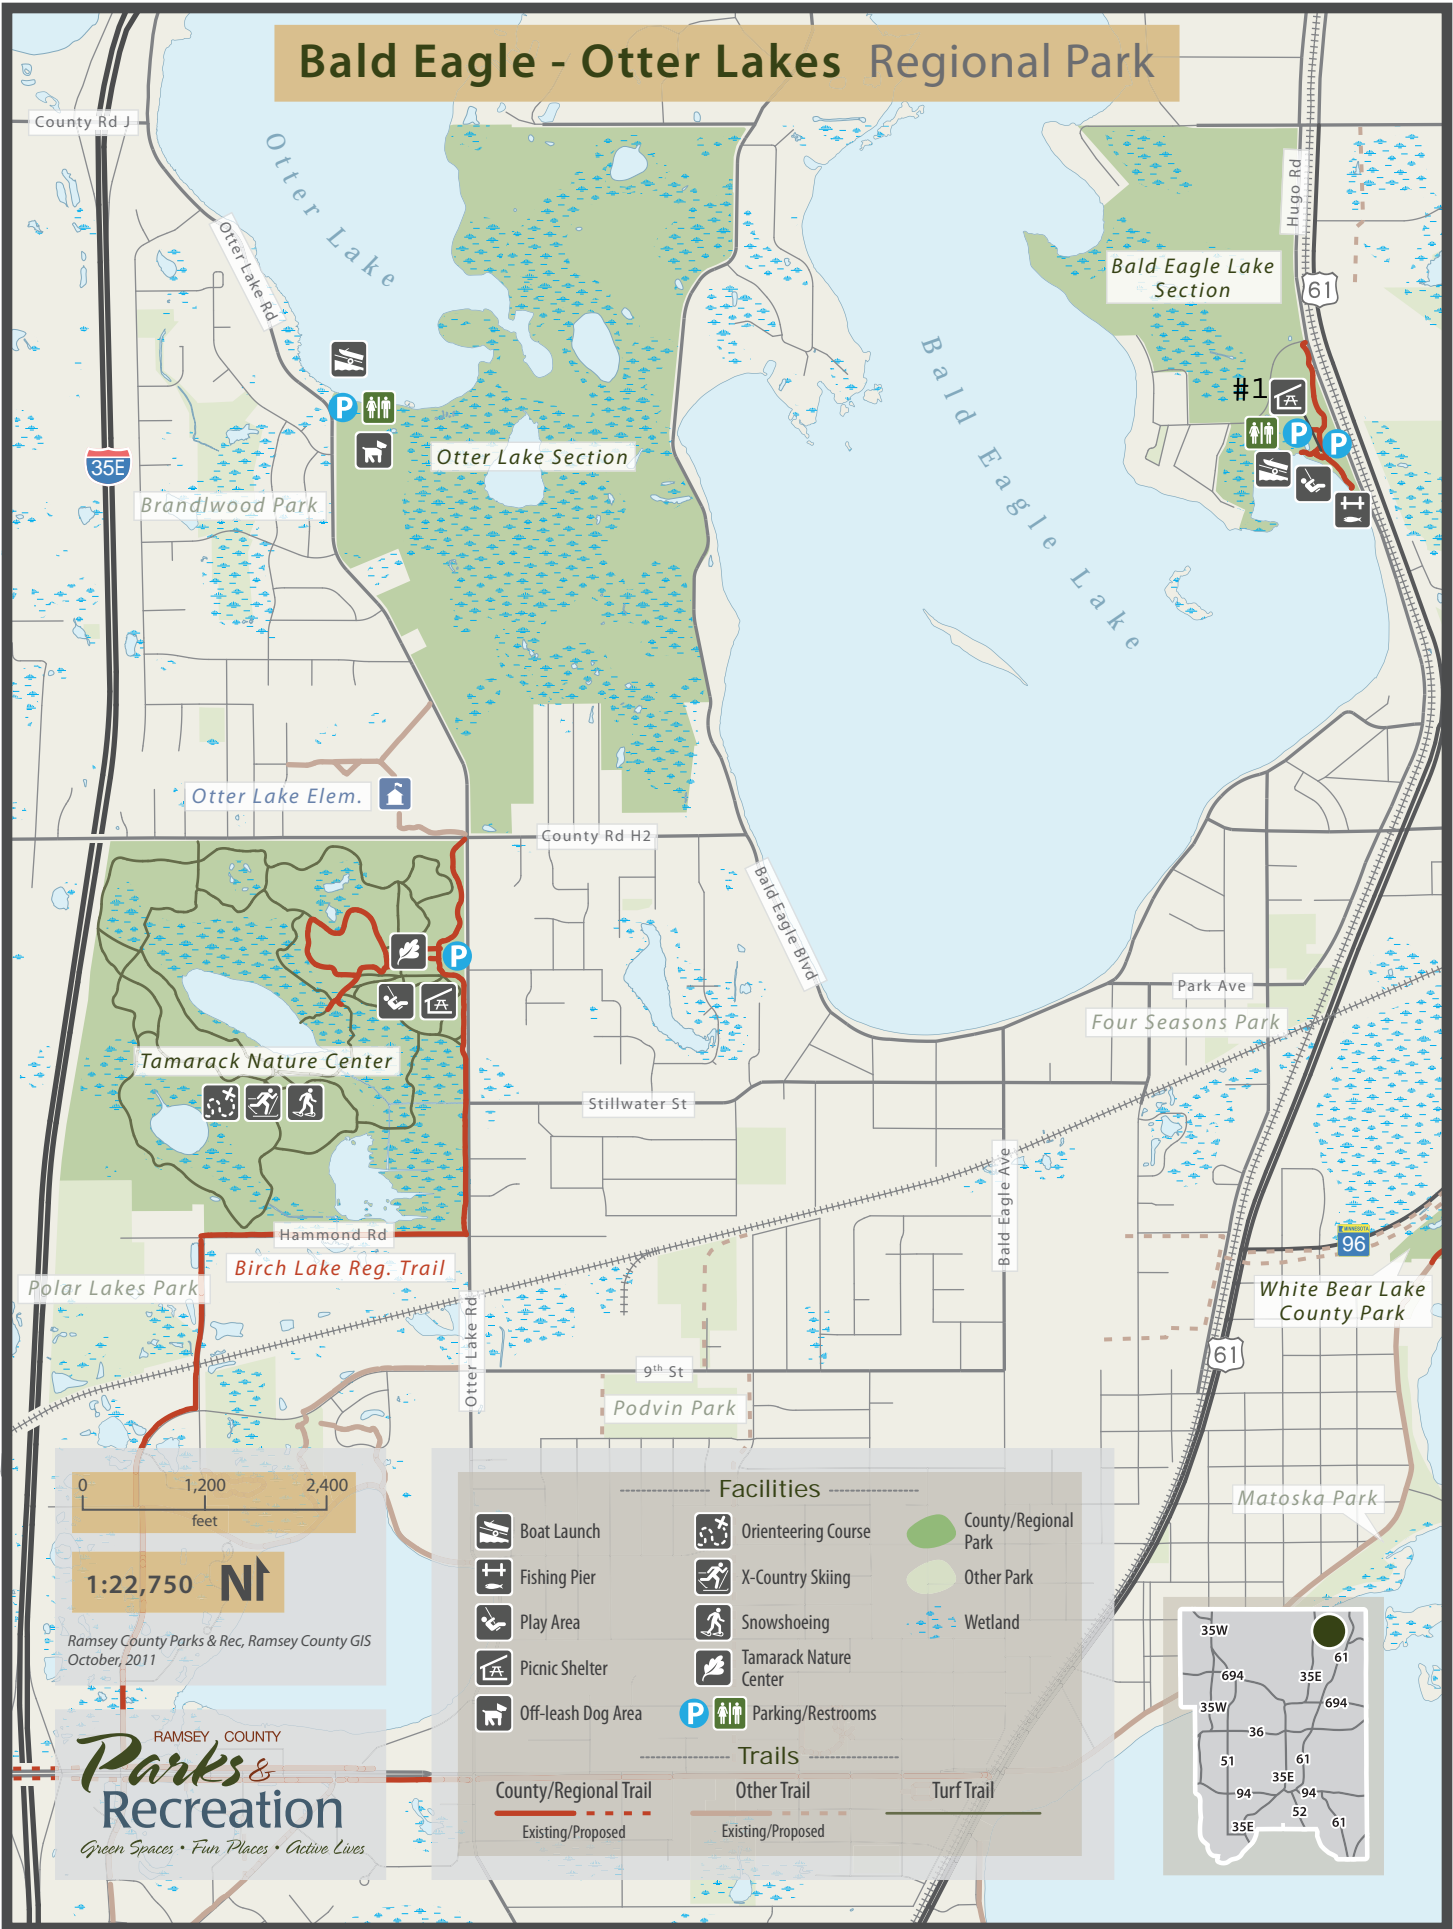 Bald Eagle - Otter Lakes Regional Park
County Rd J
Otter Lake
Otter Lake Rd
Hugo Rd
Bald Eagle Lake
Section
61
#1
P
P
P
35E
Otter Lake Section
Brandlwood Park
Bald Eagle Lake
Otter Lake Elem.
County Rd H2
Bald Eagle Blvd
P
Park Ave
Four Seasons Park
Tamarack Nature Center
Stillwater St
Bald Eagle Ave
Hammond Rd
Birch Lake Reg. Trail
MINNESOTA
96
Polar Lakes Park
White Bear Lake
County Park
Otter Lake Rd
61
9th St
Podvin Park
Matoska Park
0 1,200 2,400
feet
1:22,750 N
Ramsey County Parks & Rec, Ramsey County GIS
October, 2011
RAMSEY COUNTY
Parks &
Recreation
Green Spaces • Fun Places • Active Lives
Facilities
Boat Launch
Fishing Pier
Play Area
Picnic Shelter
Off-leash Dog Area
Orienteering Course
X-Country Skiing
Snowshoeing
Tamarack Nature
Center
P Parking/Restrooms
County/Regional
Park
Other Park
Wetland
Trails
County/Regional Trail
Existing/Proposed
Other Trail
Existing/Proposed
Turf Trail
35W
61
694
35E
35W
694
36
51
61
35E
94
94
52
35E
61